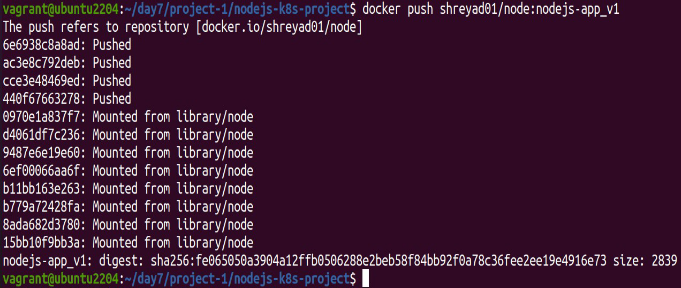 vagrant@ubuntu2204:~/day7/project-1/nodejs-k8s-project$ docker push shreyad01/node:nodejs-app_v1
The push refers to repository [docker.io/shreyad01/node]
6e6938c8a8ad: Pushed
ac3e8c792deb: Pushed
cce3e48469ed: Pushed
440f67663278: Pushed
0970e1a837f7: Mounted from library/node
d4061df7c236: Mounted from library/node
9487e6e19e60: Mounted from library/node
6ef00066aa6f: Mounted from library/node
b11bb163e263: Mounted from library/node
b779a72428fa: Mounted from library/node
8ada682d3780: Mounted from library/node
15bb10f9bb3a: Mounted from library/node
nodejs-app_v1: digest: sha256:fe065050a3904a12ffb0506288e2beb58f84bb92f0a78c36fee2ee19e4916e73 size: 2839
vagrant@ubuntu2204:~/day7/project-1/nodejs-k8s-project$